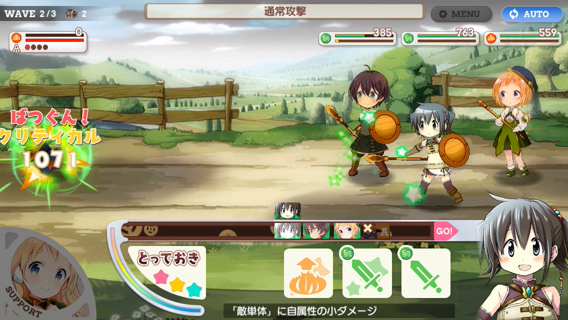 WAVE 2/3 2
通常攻撃
MENU
AUTO
0
A
385
763
559
ばつぐん!
クリティカル
1071
GO!
A
とっておき
SUPPORT
「敵単体」に自属性の小ダメージ